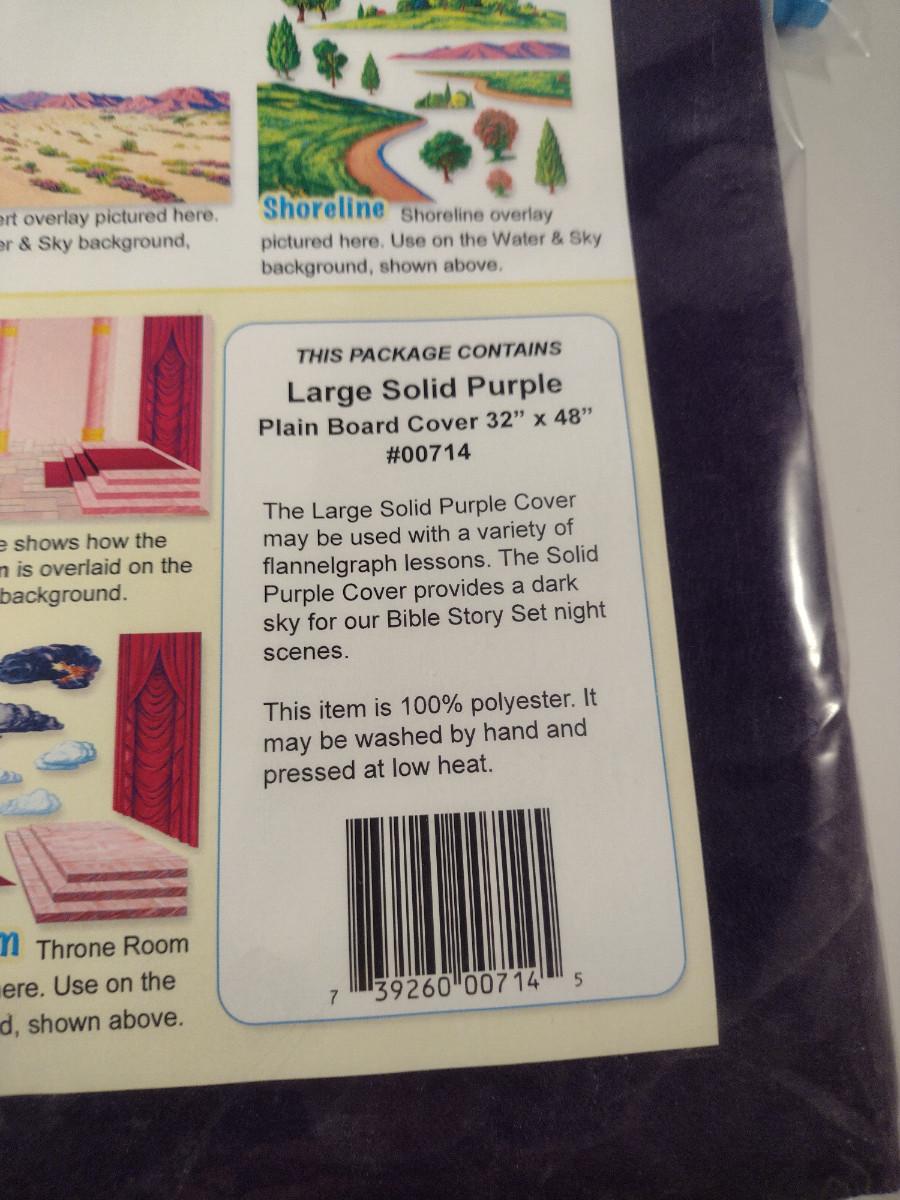 ert overlay pictured here.
er & Sky background,
Shoreline Shoreline overlay
pictured here. Use on the Water & Sky
background, shown above.
THIS PACKAGE CONTAINS
Large Solid Purple
Plain Board Cover 32” x 48”
#00714
The Large Solid Purple Cover
may be used with a variety of
flannelgraph lessons. The Solid
Purple Cover provides a dark
sky for our Bible Story Set night
scenes.
This item is 100% polyester. It
may be washed by hand and
pressed at low heat.
7 39260 00714 5
e shows how the
n is overlaid on the
background.
m Throne Room
ere. Use on the
d, shown above.